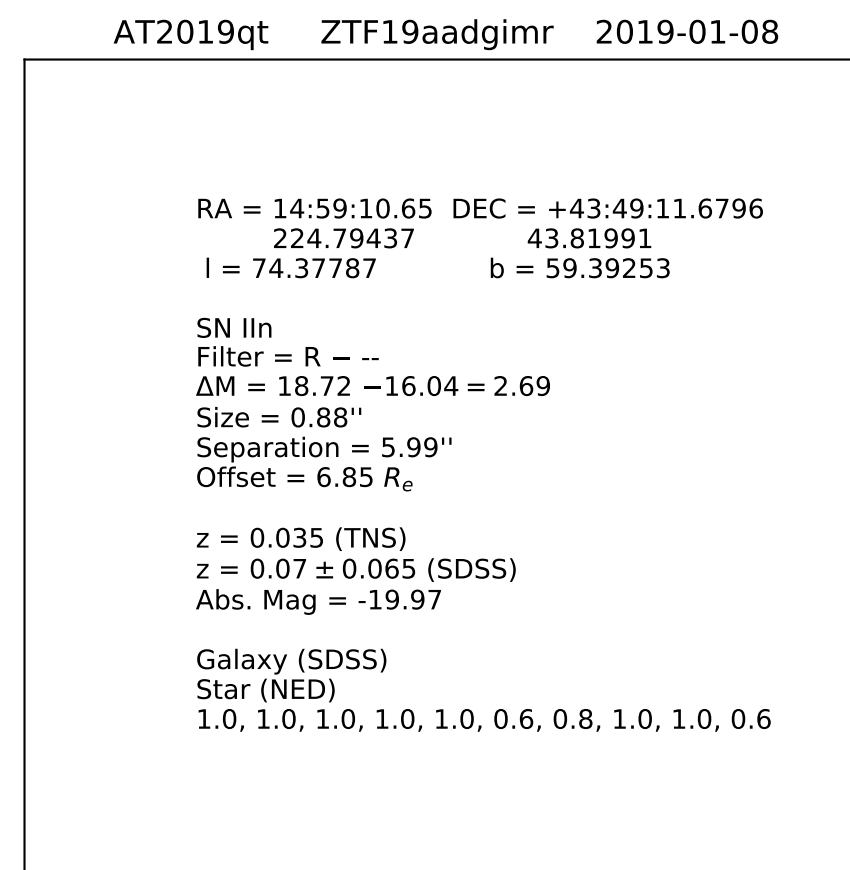 AT2019qt ZTF19aadgimr 2019-01-08
RA = 14:59:10.65 DEC = +43:49:11.6796
224.79437 43.81991
l = 74.37787 b = 59.39253
SN IIn
Filter = R − --
ΔM = 18.72 −16.04 = 2.69
Size = 0.88''
Separation = 5.99''
Offset = 6.85 Re
z = 0.035 (TNS)
z = 0.07 ± 0.065 (SDSS)
Abs. Mag = -19.97
Galaxy (SDSS)
Star (NED)
1.0, 1.0, 1.0, 1.0, 1.0, 0.6, 0.8, 1.0, 1.0, 0.6